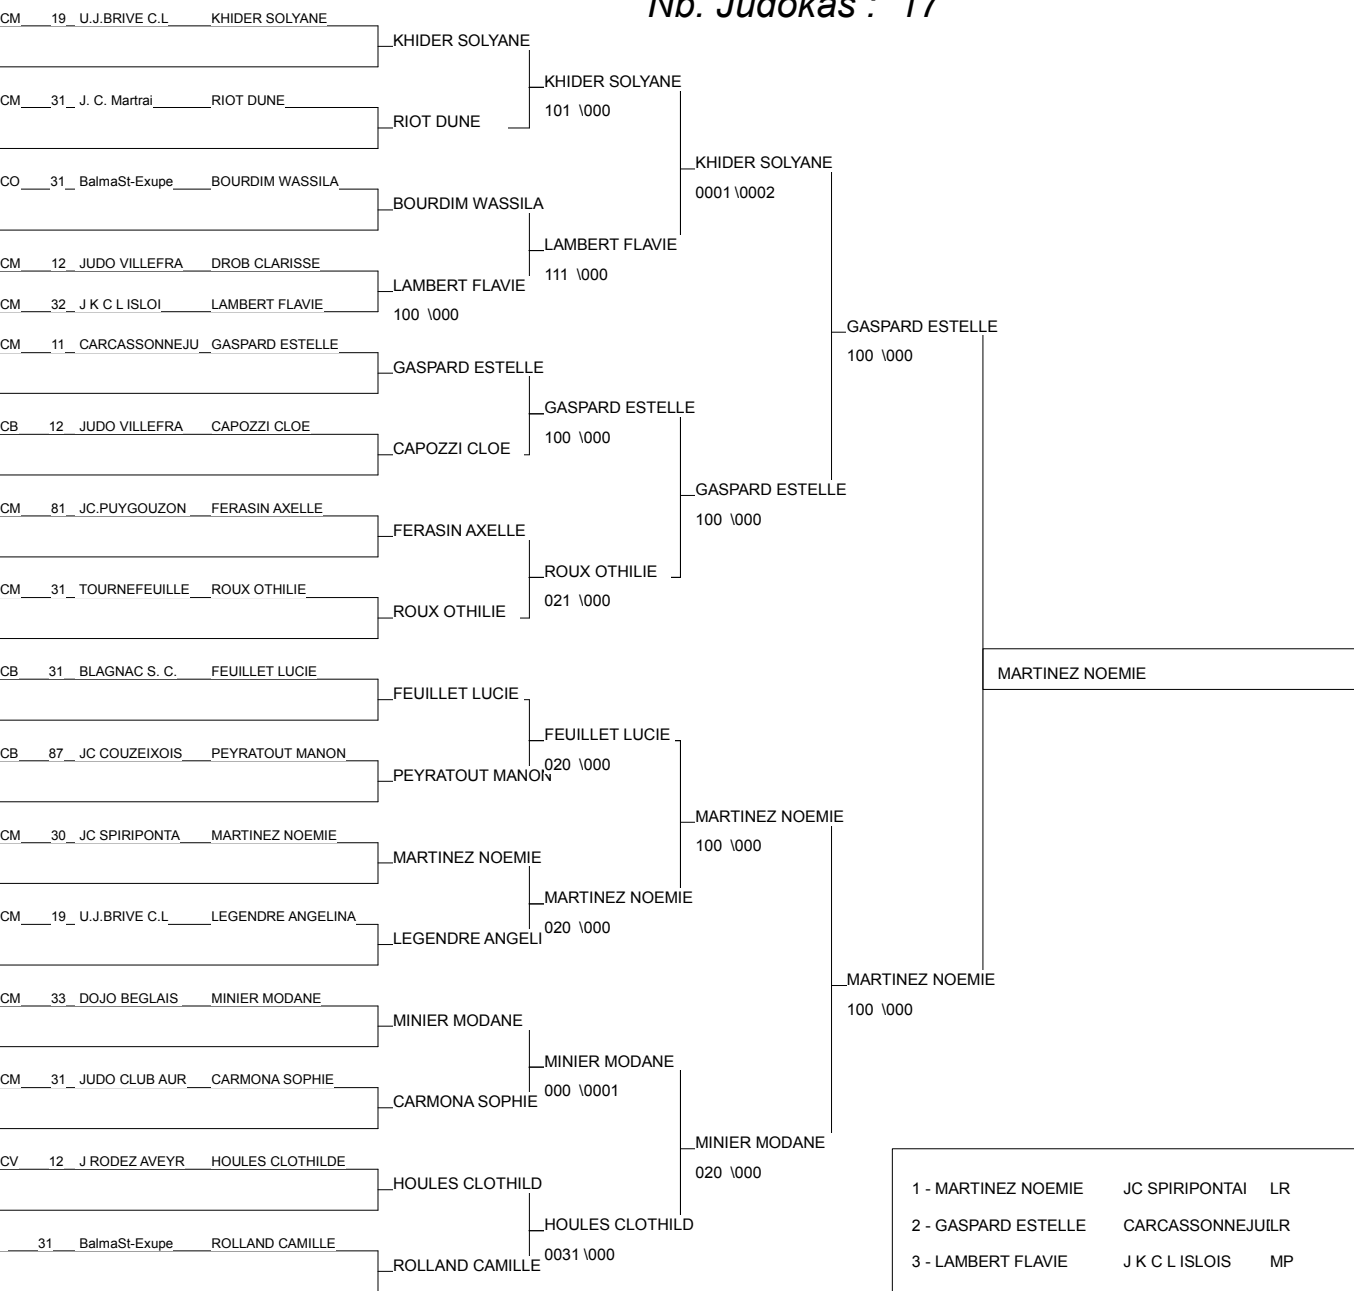 Nb. Judokas : 17
CM 19 U.J.BRIVE C.L KHIDER SOLYANE
KHIDER SOLYANE
KHIDER SOLYANE
101 \000
CM 31 J. C. Martrai RIOT DUNE
RIOT DUNE
KHIDER SOLYANE
0001 \0002
CO 31 BalmaSt-Exupe BOURDIM WASSILA
BOURDIM WASSILA
LAMBERT FLAVIE
111 \000
CM 12 JUDO VILLEFRA DROB CLARISSE
LAMBERT FLAVIE
100 \000
CM 32 J K C L ISLOI LAMBERT FLAVIE
GASPARD ESTELLE
100 \000
CM 11 CARCASSONNEJU GASPARD ESTELLE
GASPARD ESTELLE
GASPARD ESTELLE
100 \000
CB 12 JUDO VILLEFRA CAPOZZI CLOE
CAPOZZI CLOE
GASPARD ESTELLE
100 \000
CM 81 JC.PUYGOUZON FERASIN AXELLE
FERASIN AXELLE
ROUX OTHILIE
021 \000
CM 31 TOURNEFEUILLE ROUX OTHILIE
ROUX OTHILIE
MARTINEZ NOEMIE
CB 31 BLAGNAC S. C. FEUILLET LUCIE
FEUILLET LUCIE
FEUILLET LUCIE
020 \000
CB 87 JC COUZEIXOIS PEYRATOUT MANON
PEYRATOUT MANON
MARTINEZ NOEMIE
100 \000
CM 30 JC SPIRIPONTA MARTINEZ NOEMIE
MARTINEZ NOEMIE
MARTINEZ NOEMIE
020 \000
CM 19 U.J.BRIVE C.L LEGENDRE ANGELINA
LEGENDRE ANGELI
MARTINEZ NOEMIE
100 \000
CM 33 DOJO BEGLAIS MINIER MODANE
MINIER MODANE
MINIER MODANE
000 \0001
CM 31 JUDO CLUB AUR CARMONA SOPHIE
CARMONA SOPHIE
MINIER MODANE
020 \000
CV 12 J RODEZ AVEYR HOULES CLOTHILDE
HOULES CLOTHILD
HOULES CLOTHILD
0031 \000
31 BalmaSt-Exupe ROLLAND CAMILLE
ROLLAND CAMILLE
1 - MARTINEZ NOEMIE JC SPIRIPONTAI LR
2 - GASPARD ESTELLE CARCASSONNEJUI LR
3 - LAMBERT FLAVIE J K C L ISLOIS MP